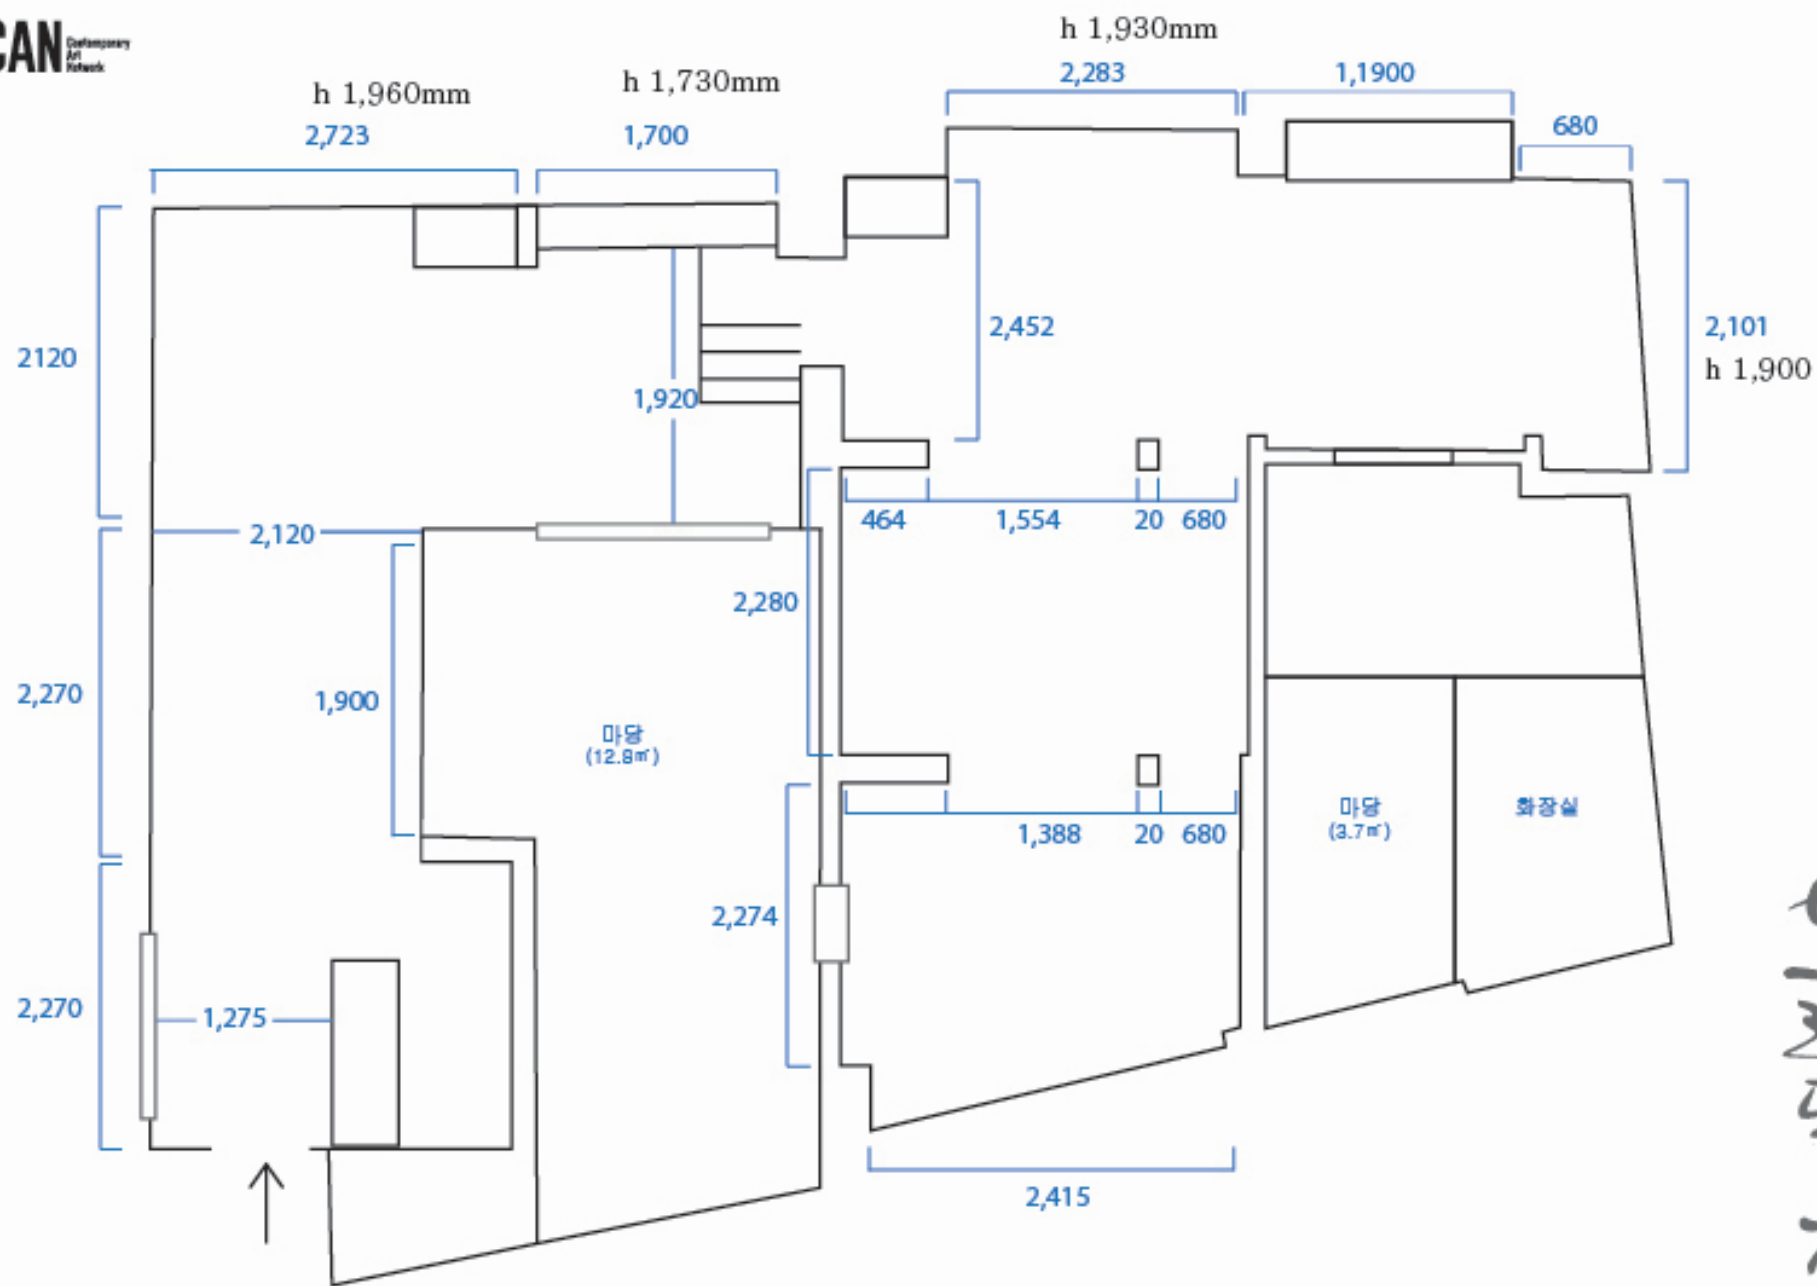 CAN
Contemporary
Art
Network
h 1,960mm
2,723
h 1,730mm
1,700
h 1,930mm
2,283
1,1900
680
2120
2,452
2,101
h 1,900
1,920
2,120
464
1,554
20
680
2,280
2,270
1,900
마당
(12.8㎡)
1,388
20
680
마당
(3.7㎡)
화장실
2,274
2,270
1,275
2,415